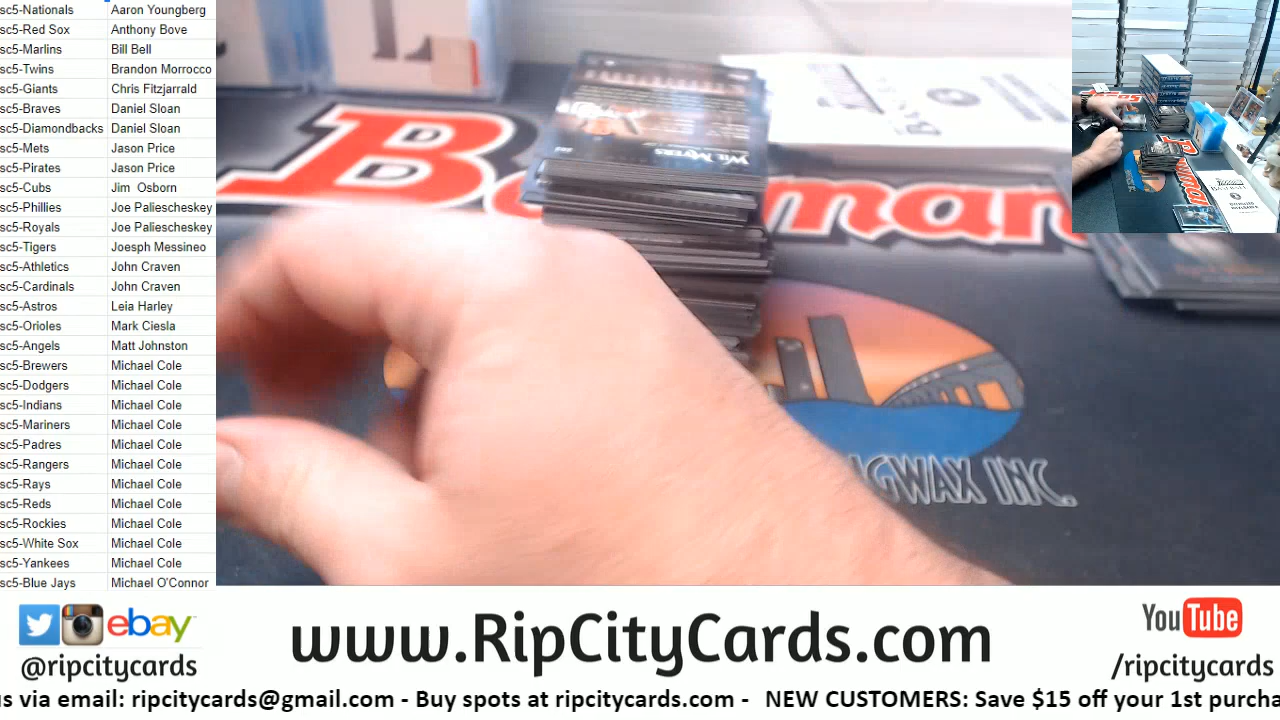 sc5-Nationals Aaron Youngberg
sc5-Red Sox Anthony Bove
sc5-Marlins Bill Bell
sc5-Twins Brandon Morrocco
sc5-Giants Chris Fitzjarrald
sc5-Braves Daniel Sloan
sc5-Diamondbacks Daniel Sloan
sc5-Mets Jason Price
sc5-Pirates Jason Price
sc5-Cubs Jim Osborn
sc5-Phillies Joe Paliescheskey
sc5-Royals Joe Paliescheskey
sc5-Tigers Joesph Messineo
sc5-Athletics John Craven
sc5-Cardinals John Craven
sc5-Astros Leia Harley
sc5-Orioles Mark Ciesla
sc5-Angels Matt Johnston
sc5-Brewers Michael Cole
sc5-Dodgers Michael Cole
sc5-Indians Michael Cole
sc5-Mariners Michael Cole
sc5-Padres Michael Cole
sc5-Rangers Michael Cole
sc5-Rays Michael Cole
sc5-Reds Michael Cole
sc5-Rockies Michael Cole
sc5-White Sox Michael Cole
sc5-Yankees Michael Cole
sc5-Blue Jays Michael O'Connor
Wil Myers
B man
GWAX INC.
ebay
@ripcitycards
www.RipCityCards.com
YouTube
/ripcitycards
us via email: ripcitycards@gmail.com - Buy spots at ripcitycards.com - NEW CUSTOMERS: Save $15 off your 1st purcha